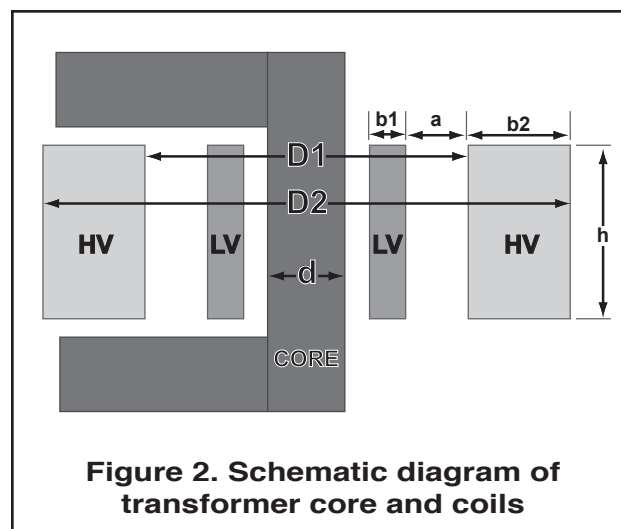 b1
a
b2
D1
D2
HV
LV
LV
HV
h
d
CORE
Figure 2. Schematic diagram of
transformer core and coils